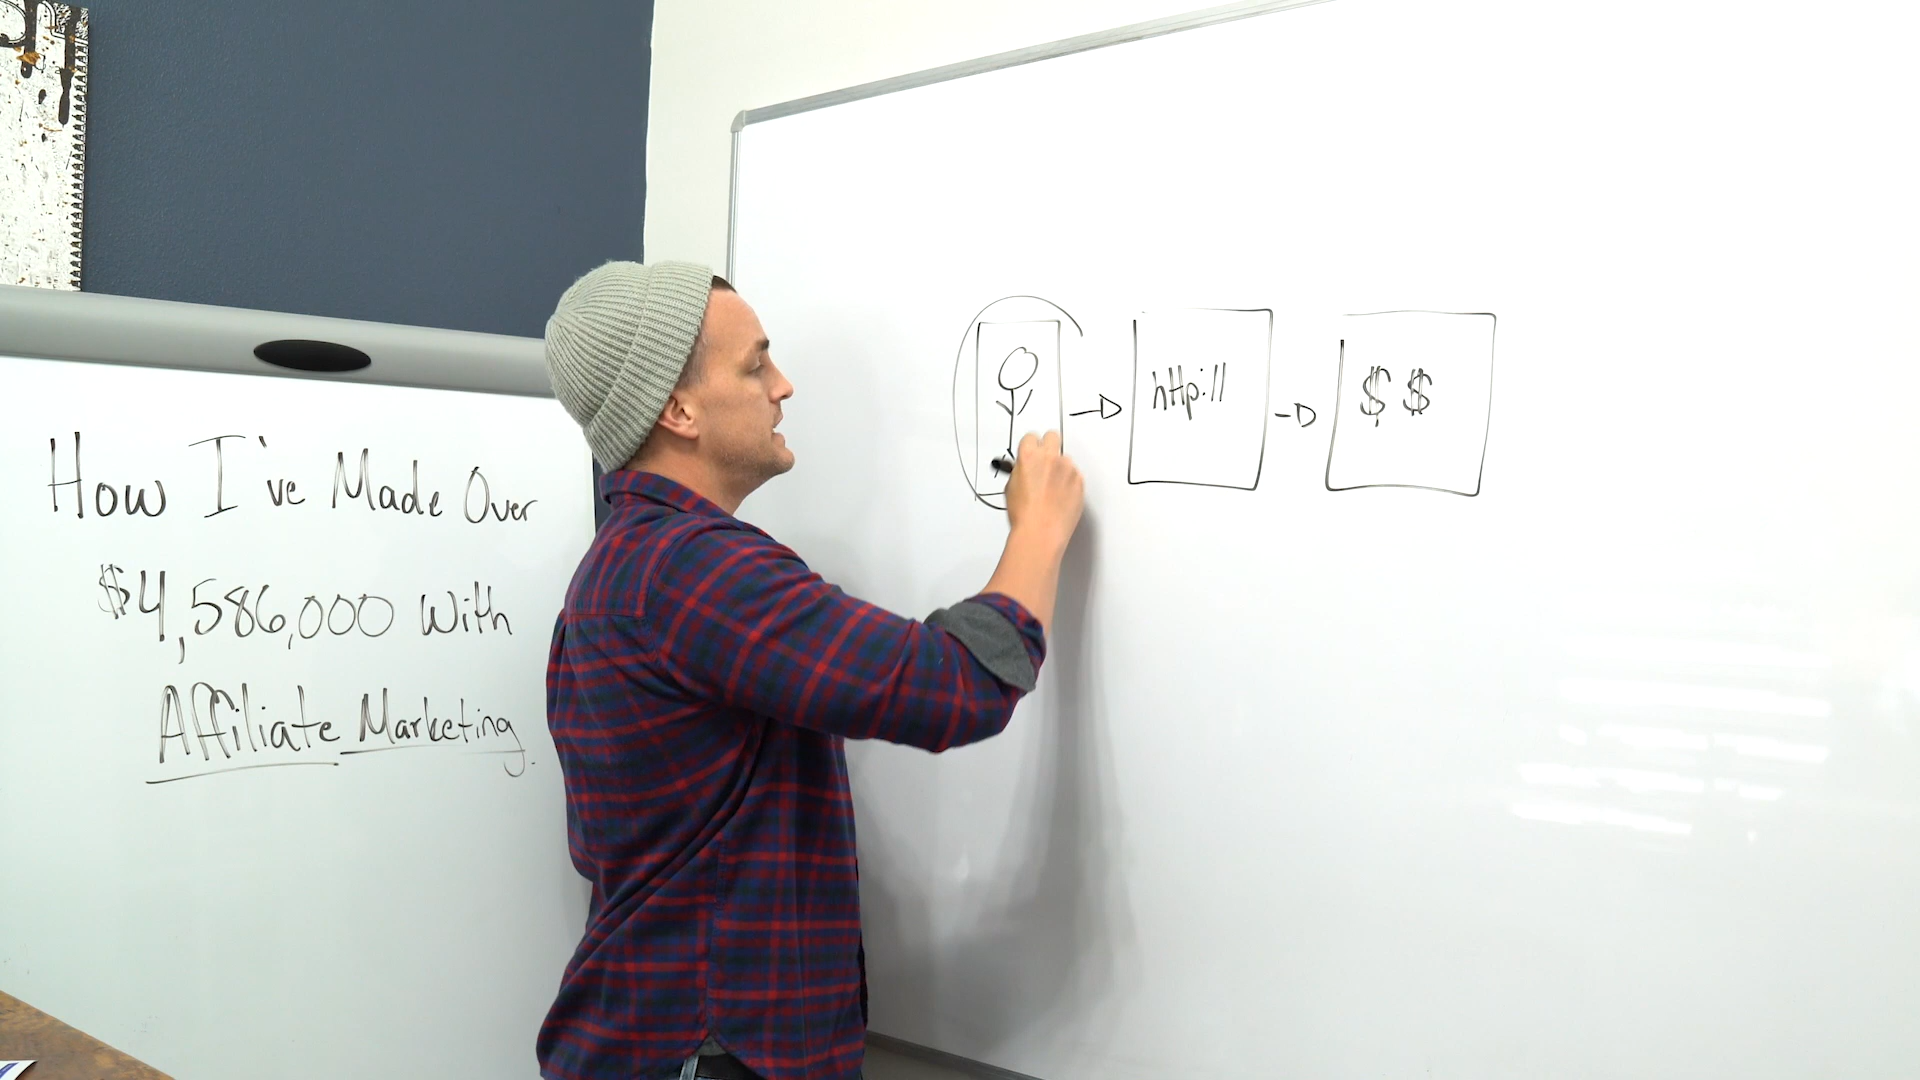 How I've Made Over
$4,586,000 With
Affiliate Marketing.
http://
$ $